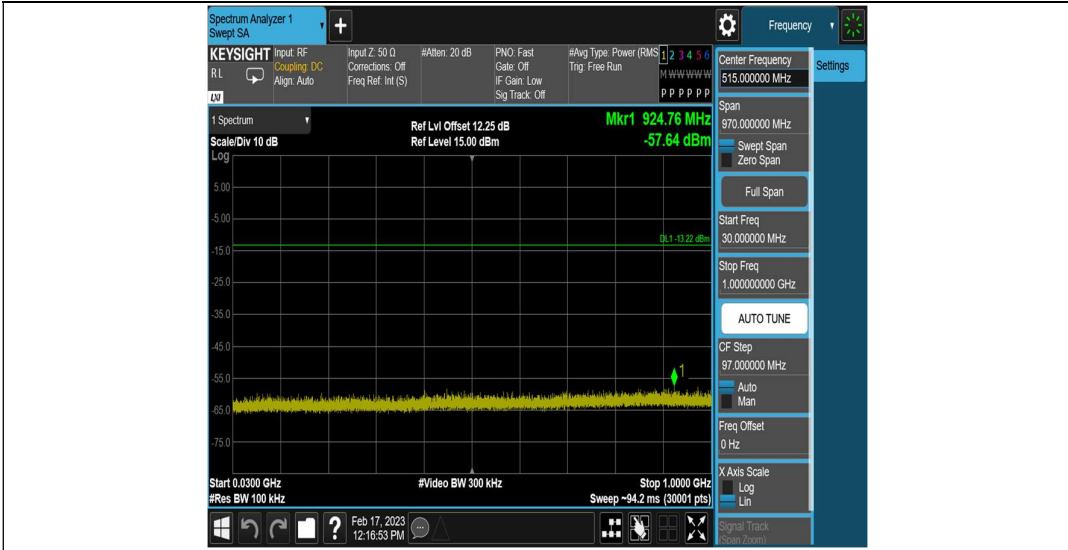 Spectrum Analyzer 1
Swept SA
+
Frequency
KEYSIGHT
R L
LXI
Input: RF
Coupling: DC
Align: Auto
Input Z: 50 Ω
Corrections: Off
Freq Ref: Int (S)
#Atten: 20 dB
PNO: Fast
Gate: Off
IF Gain: Low
Sig Track: Off
#Avg Type: Power (RMS
Trig: Free Run
1 2 3 4 5 6
M W W W W W
P P P P P P
1 Spectrum
Scale/Div 10 dB
Ref Lvl Offset 12.25 dB
Ref Level 15.00 dBm
Mkr1 924.76 MHz
-57.64 dBm
Log
5.00
-5.00
-15.0
-25.0
-35.0
-45.0
-55.0
-65.0
-75.0
DL1 -13.22 dBm
1
Start 0.0300 GHz
#Res BW 100 kHz
#Video BW 300 kHz
Stop 1.0000 GHz
Sweep ~94.2 ms (30001 pts)
Center Frequency
515.000000 MHz
Settings
Span
970.000000 MHz
Swept Span
Zero Span
Full Span
Start Freq
30.000000 MHz
Stop Freq
1.000000000 GHz
AUTO TUNE
CF Step
97.000000 MHz
Auto
Man
Freq Offset
0 Hz
X Axis Scale
Log
Lin
Signal Track
(Span Zoom)
?
Feb 17, 2023
12:16:53 PM